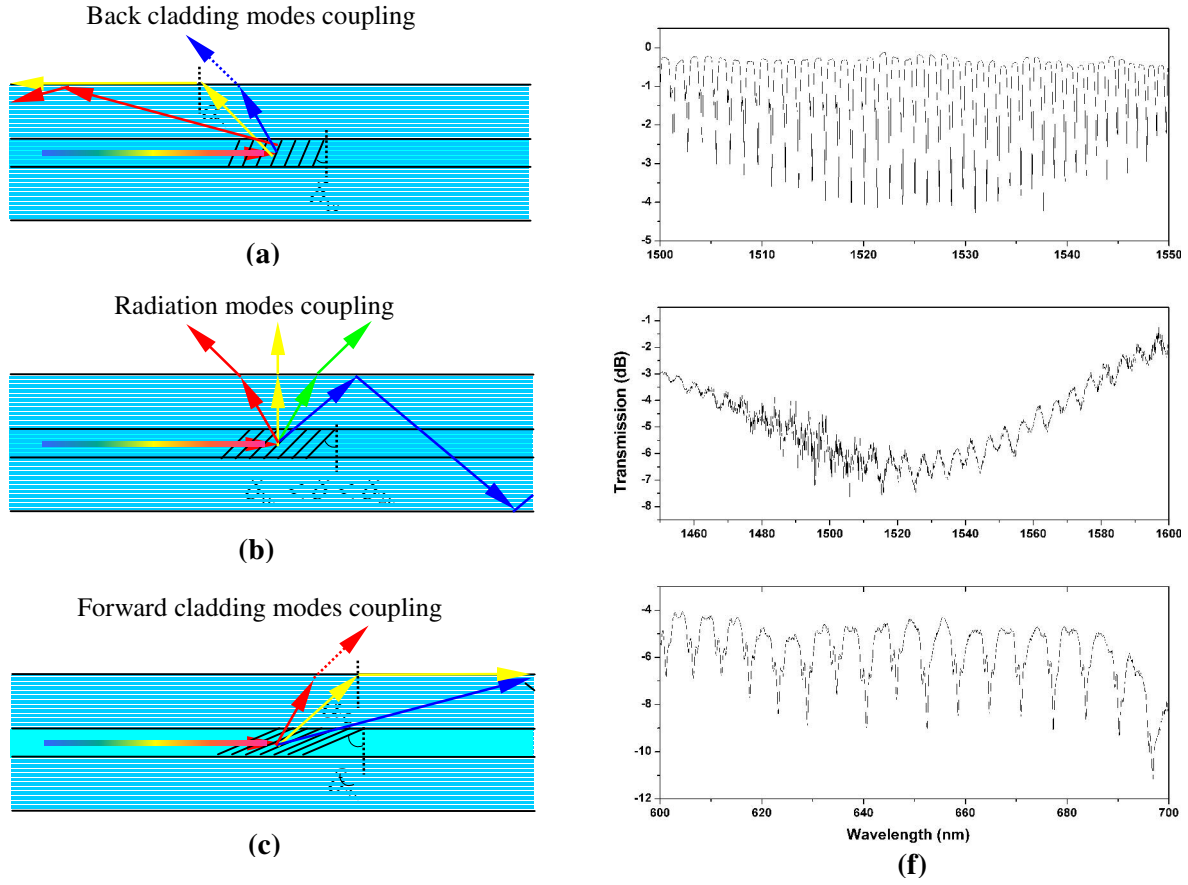 Back cladding modes coupling
(a)
Radiation modes coupling
(b)
Forward cladding modes coupling
(c)
0
-1
-2
-3
-4
-5
1500 1510 1520 1530 1540 1550
Transmission (dB)
-1
-2
-3
-4
-5
-6
-7
-8
1460 1480 1500 1520 1540 1560 1580 1600
-4
-6
-8
-10
-12
600 620 640 660 680 700
Wavelength (nm)
(f)